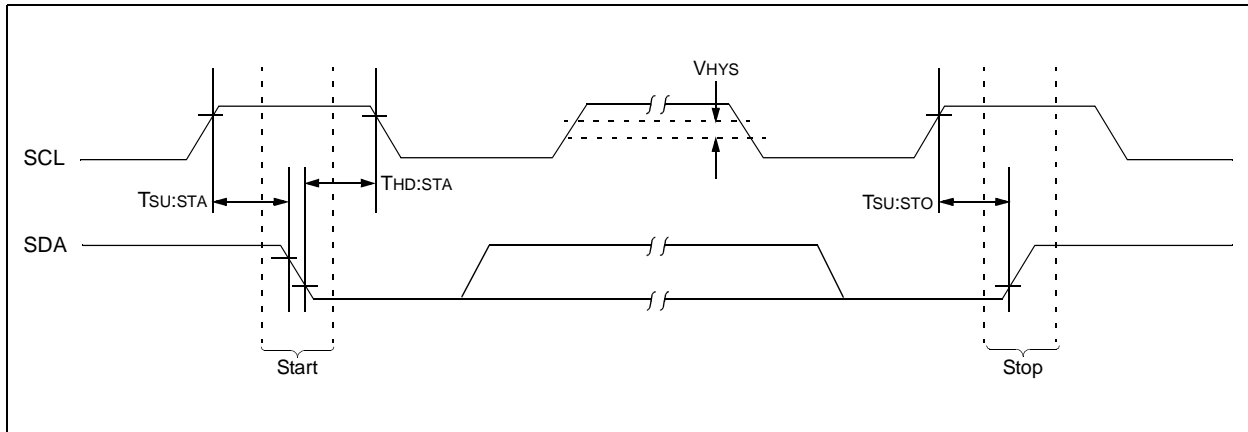 VHYS
SCL
TSU:STA
THD:STA
TSU:STO
SDA
Start
Stop